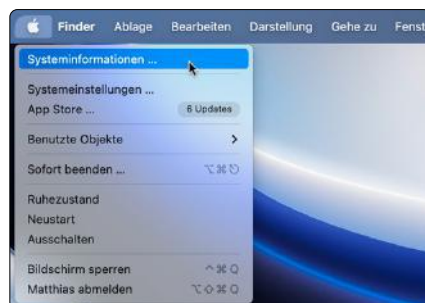 Finder Ablage Bearbeiten Darstellung Gehe zu Fenst
Systeminformationen ...
Systemeinstellungen ...
App Store ... 6 Updates
Benutzte Objekte >
Sofort beenden ... ⌥⌘⎋
Ruhezustand
Neustart
Ausschalten
Bildschirm sperren ^⌘Q
Matthias abmelden ⌥⇧⌘Q